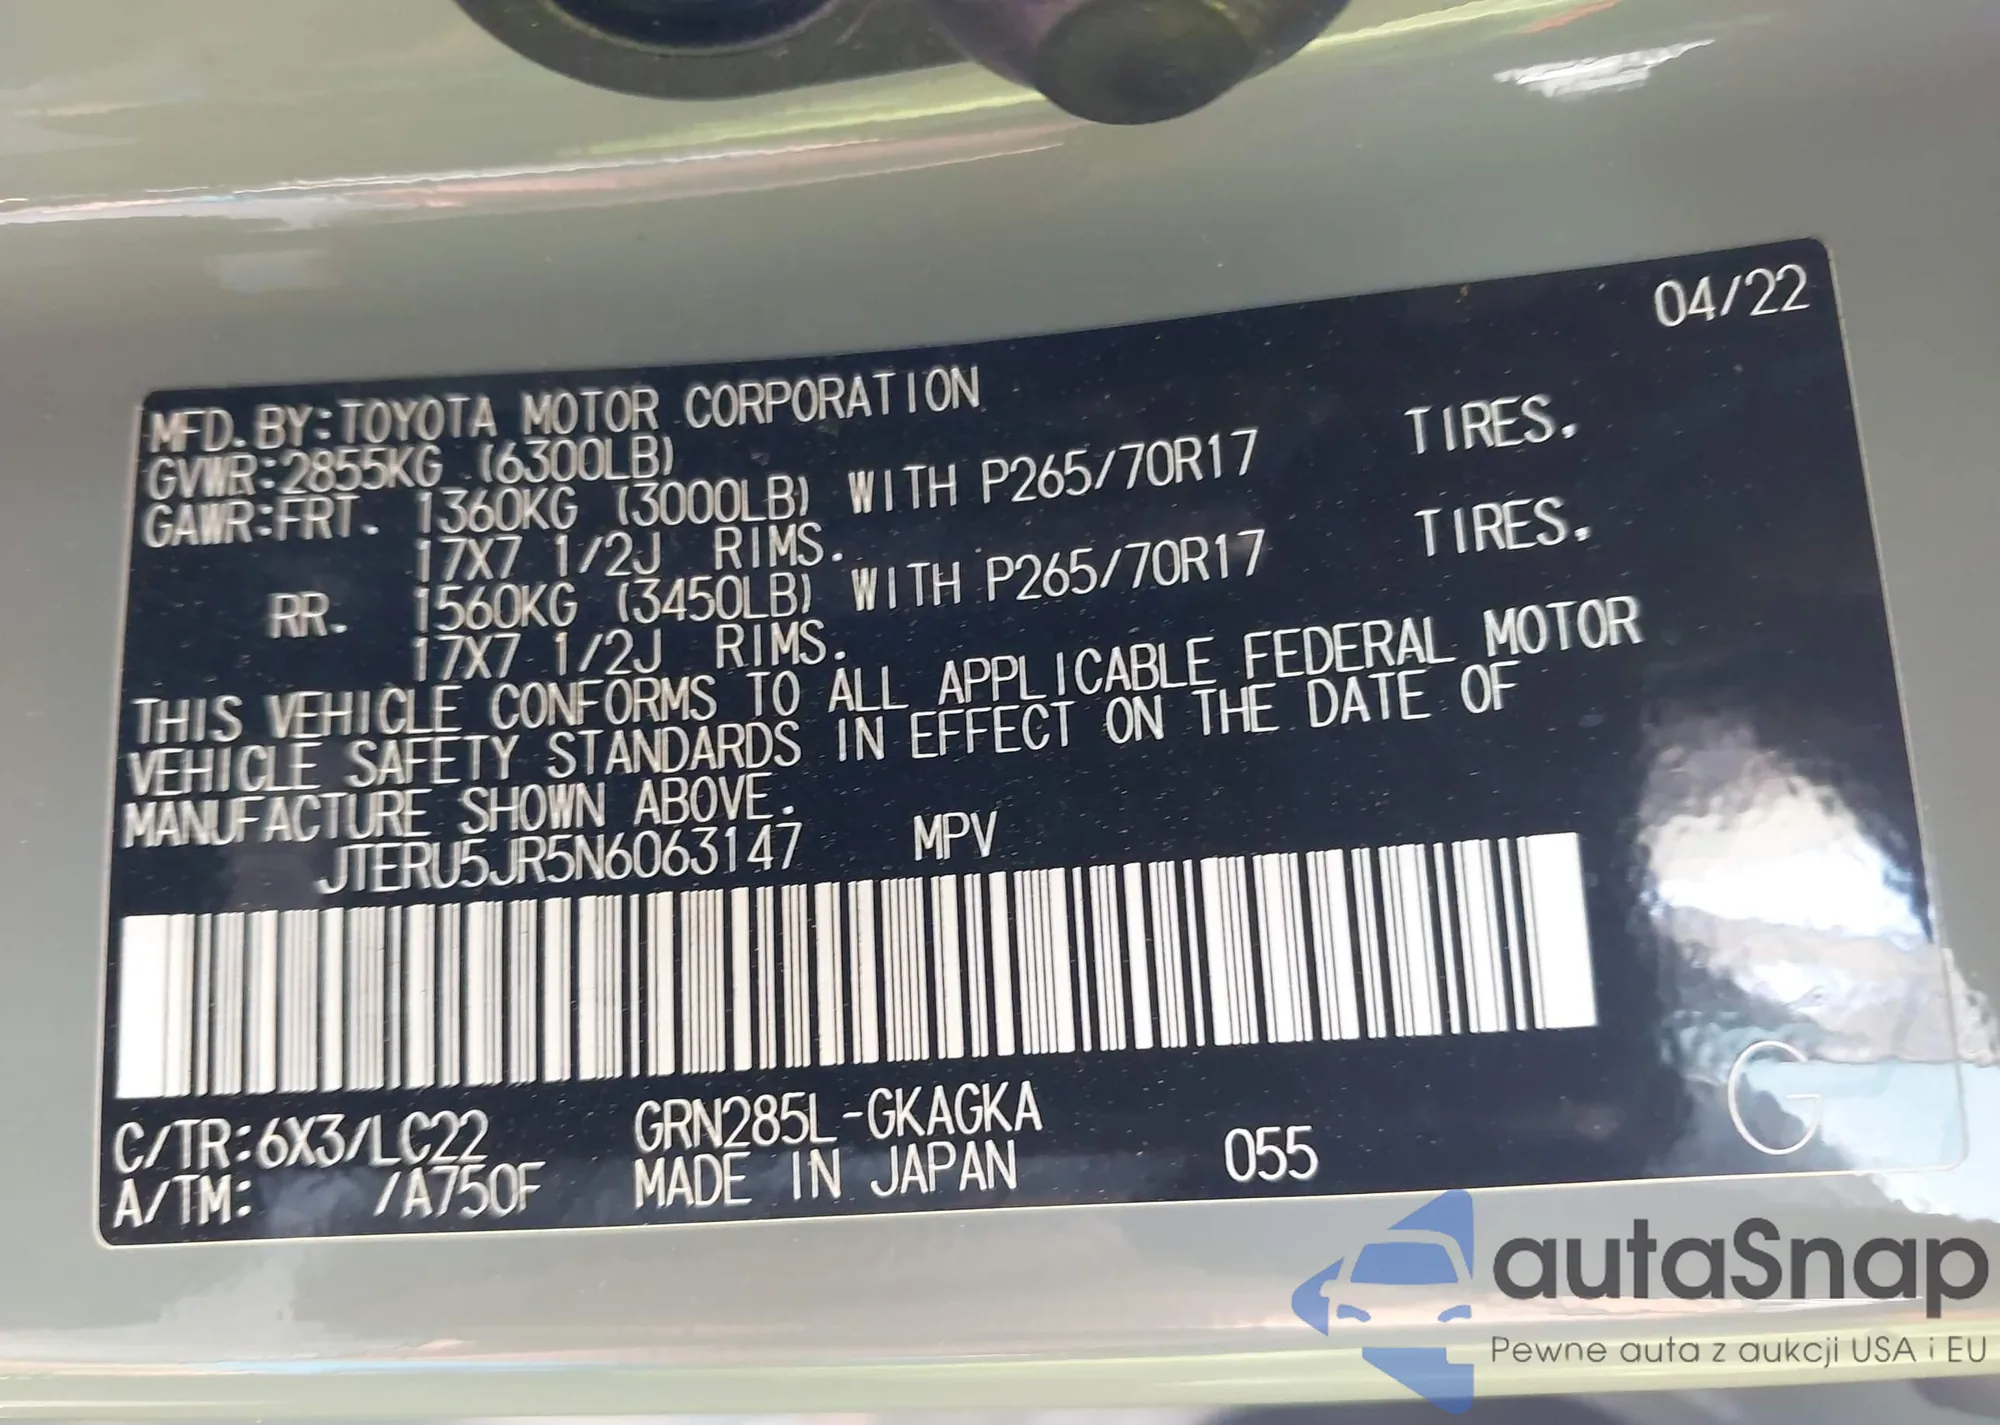 04/22
MFD.BY:TOYOTA MOTOR CORPORATION
GVWR:2855KG (6300LB)
GAWR:FRT. 1360KG (3000LB) WITH P265/70R17 TIRES.
17X7 1/2J RIMS.
RR. 1560KG (3450LB) WITH P265/70R17 TIRES.
17X7 1/2J RIMS.
THIS VEHICLE CONFORMS TO ALL APPLICABLE FEDERAL MOTOR
VEHICLE SAFETY STANDARDS IN EFFECT ON THE DATE OF
MANUFACTURE SHOWN ABOVE.
JTERU5JR5N6063147 MPV
C/TR:6X3/LC22 GRN285L-GKAGKA
A/TM: /A750F MADE IN JAPAN 055
G
autaSnap
Pewne auta z aukcji USA i EU